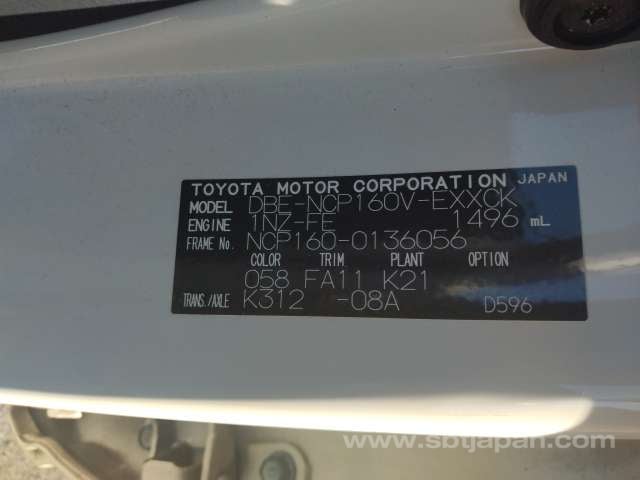 TOYOTA MOTOR CORPORATION JAPAN
MODEL DBE-NCP160V-EXXCK
ENGINE 1NZ-FE 1496 mL
FRAME No. NCP160-0136056
COLOR TRIM PLANT OPTION
058 FA11 K21
TRANS./AXLE K312 -08A D596
www.sbtjapan.com